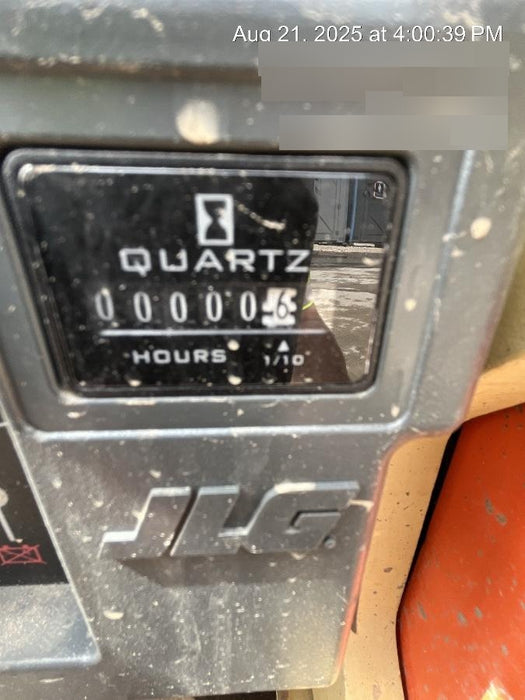 Aug 21, 2025 at 4:00:39 PM
QUARTZ
000006
HOURS 1/10
JLG